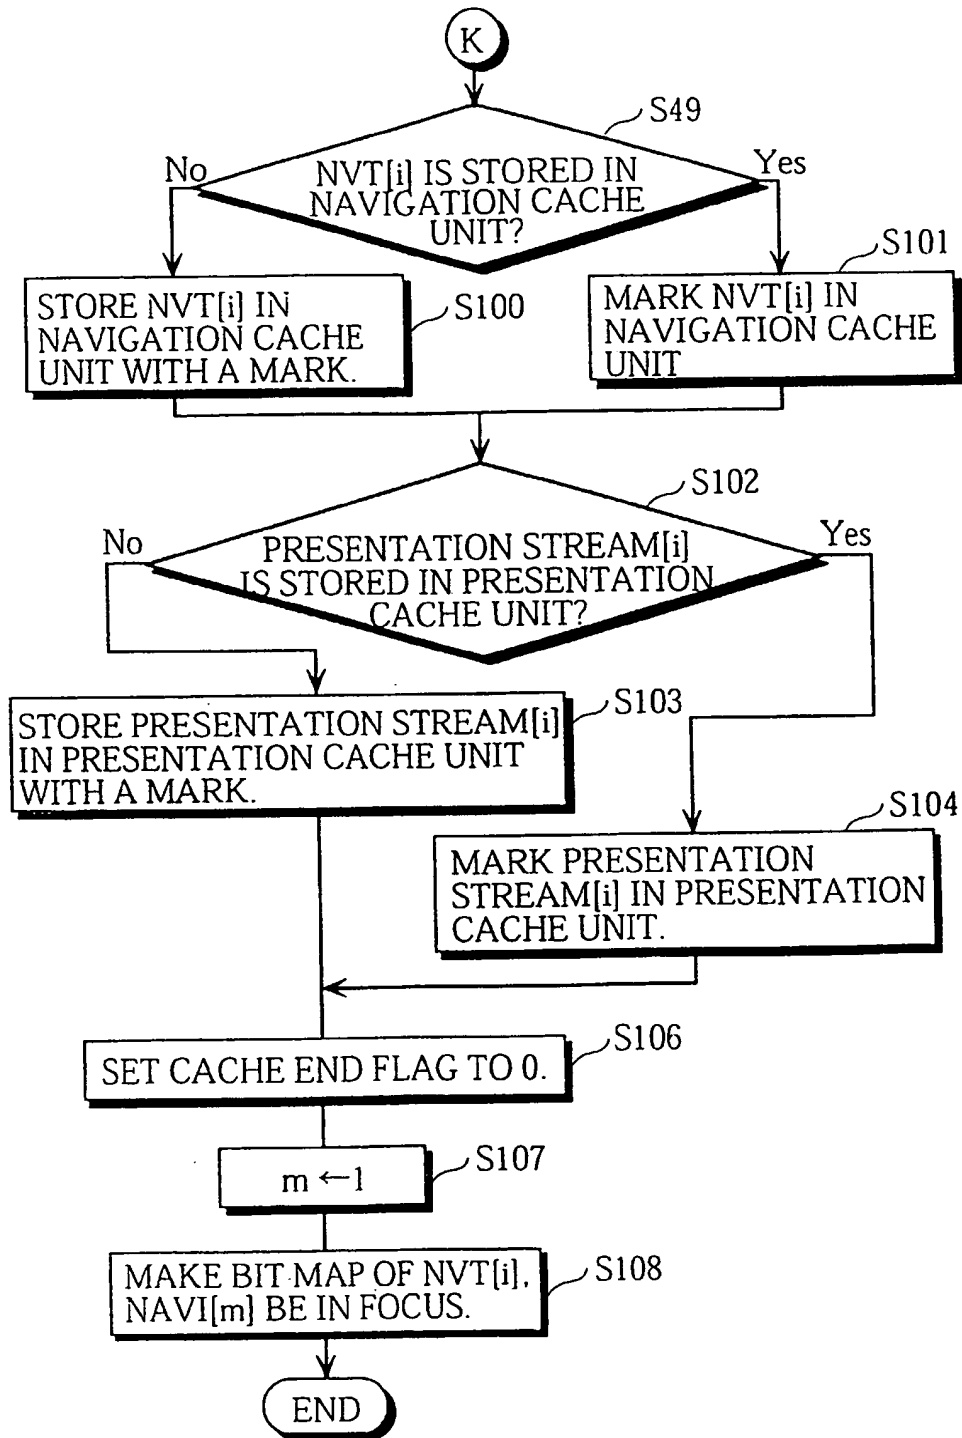 K
S49
No
Yes
NVT[i] IS STORED IN
NAVIGATION CACHE
UNIT?
S101
STORE NVT[i] IN
NAVIGATION CACHE
UNIT WITH A MARK.
S100
MARK NVT[i] IN
NAVIGATION CACHE
UNIT
S102
No
Yes
PRESENTATION STREAM[i]
IS STORED IN PRESENTATION
CACHE UNIT?
S103
STORE PRESENTATION STREAM[i]
IN PRESENTATION CACHE UNIT
WITH A MARK.
S104
MARK PRESENTATION
STREAM[i] IN PRESENTATION
CACHE UNIT.
S106
SET CACHE END FLAG TO 0.
S107
m ←1
S108
MAKE BIT MAP OF NVT[i],
NAVI[m] BE IN FOCUS.
END